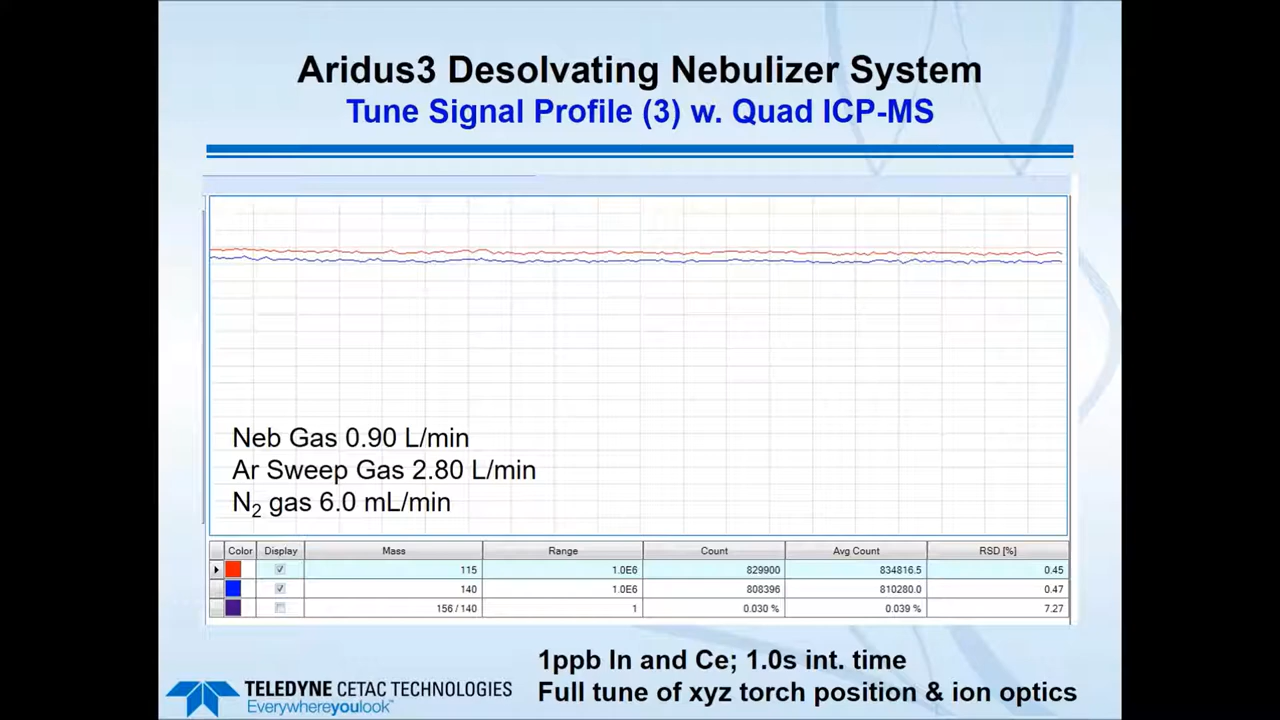 Aridus3 Desolvating Nebulizer System
Tune Signal Profile (3) w. Quad ICP-MS
Neb Gas 0.90 L/min
Ar Sweep Gas 2.80 L/min
N₂ gas 6.0 mL/min
Color Display Mass Range Count Avg Count RSD [%]
115 1.0E6 829900 834816.5 0.45
140 1.0E6 808396 810280.0 0.47
156 / 140 1 0.030 % 0.039 % 7.27
1ppb In and Ce; 1.0s int. time
Full tune of xyz torch position & ion optics
TELEDYNE CETAC TECHNOLOGIES
Everywhereyoulook™